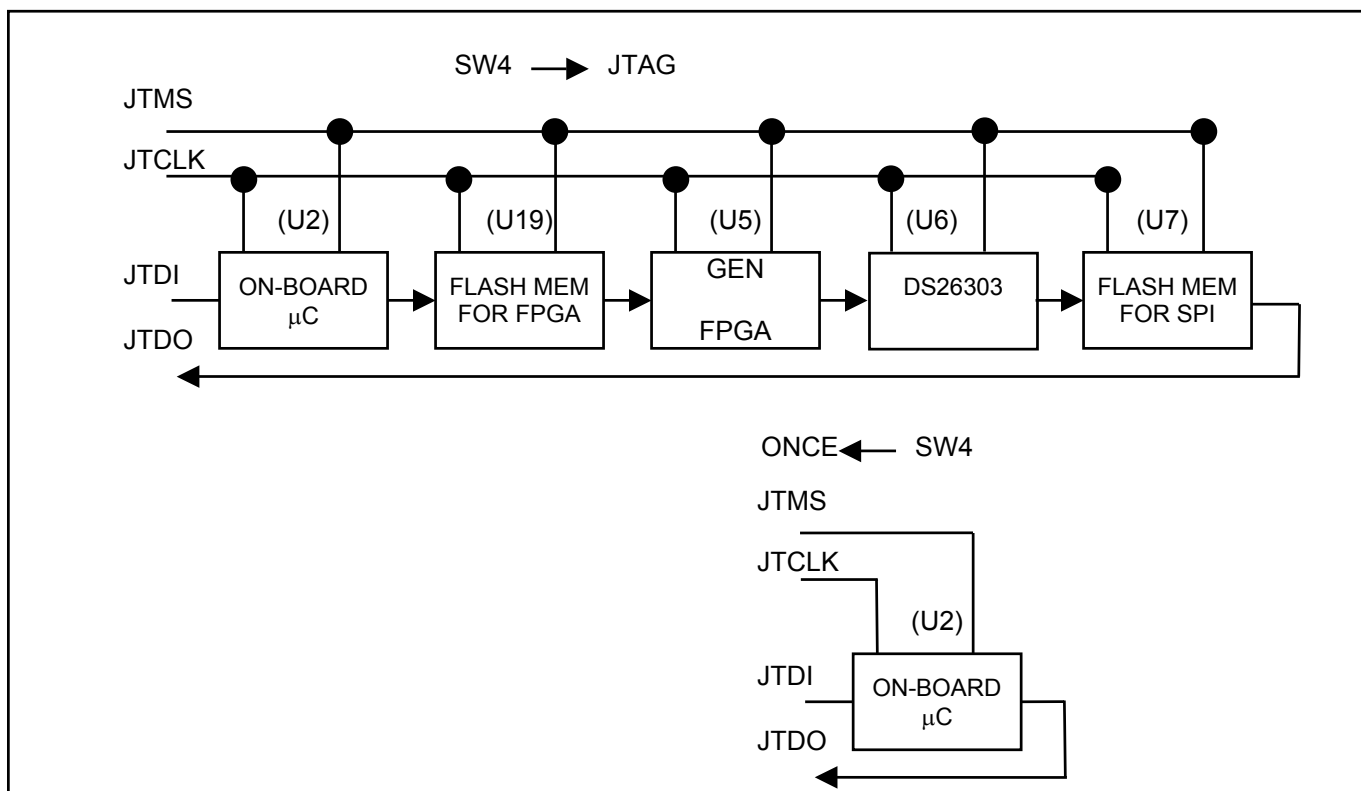 SW4 JTAG
JTMS
JTCLK
(U2) (U19) (U5) (U6) (U7)
JTDI
ON-BOARD
μC
FLASH MEM
FOR FPGA
GEN
FPGA
DS26303
FLASH MEM
FOR SPI
JTDO
ONCE SW4
JTMS
JTCLK
(U2)
JTDI
ON-BOARD
μC
JTDO